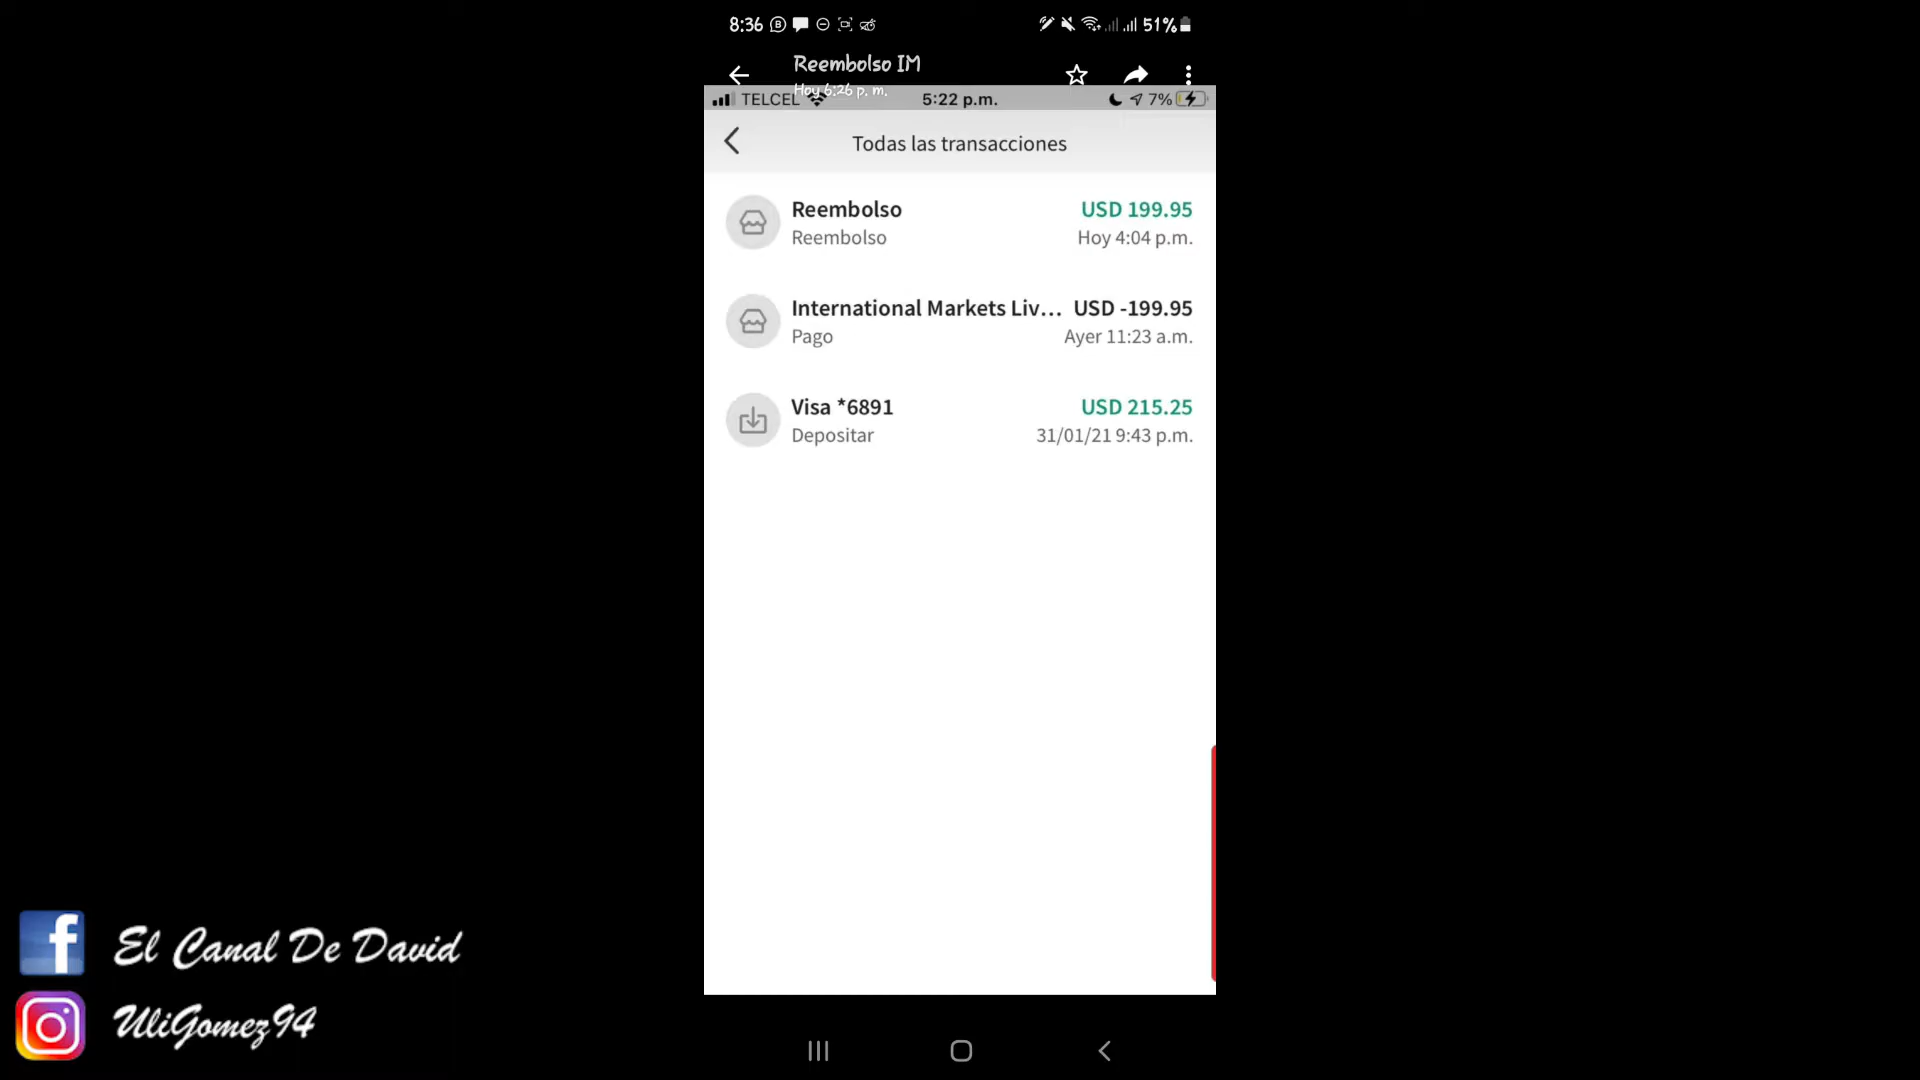 8:36
51%
Reembolso IM
Hoy 6:26 p. m.
TELCEL
5:22 p.m.
7%
Todas las transacciones
Reembolso
USD 199.95
Reembolso
Hoy 4:04 p.m.
International Markets Liv...
USD -199.95
Pago
Ayer 11:23 a.m.
Visa *6891
USD 215.25
Depositar
31/01/21 9:43 p.m.
El Canal De David
UliGomez94